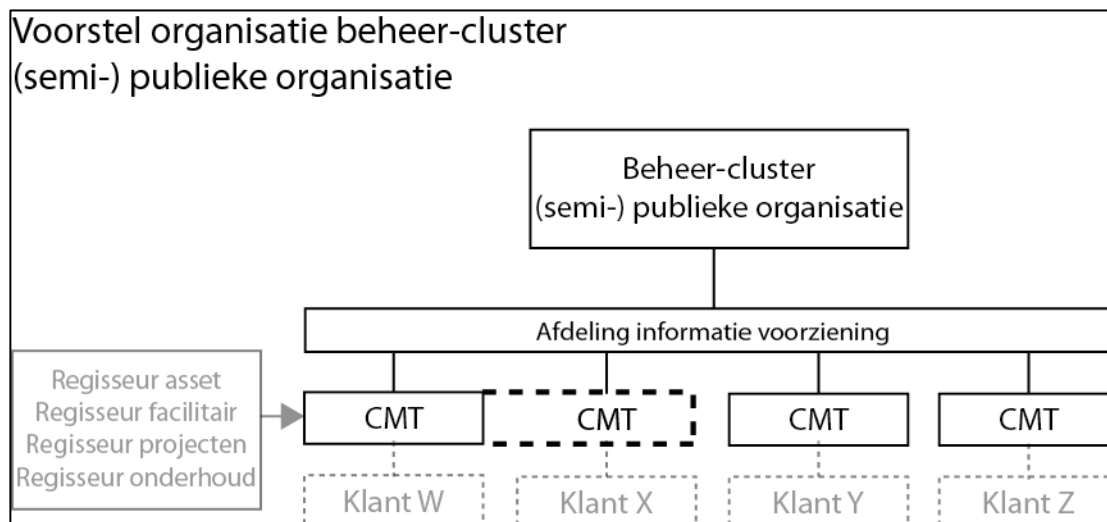 Voorstel organisatie beheer-cluster
(semi-) publieke organisatie
Beheer-cluster
(semi-) publieke organisatie
Afdeling informatie voorziening
Regisseur asset
Regisseur facilitair
Regisseur projecten
Regisseur onderhoud
CMT
CMT
CMT
CMT
Klant W
Klant X
Klant Y
Klant Z